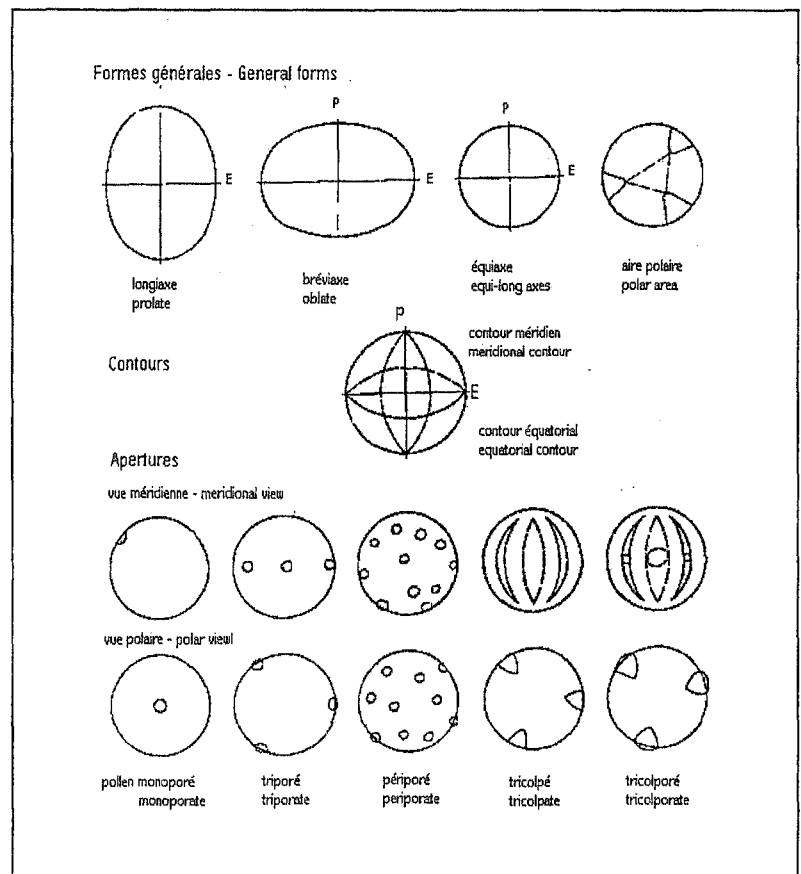 Formes générales - General forms
P
P
E
E
E
longiaxe
prolate
bréviaxe
oblate
équiaxe
equi-long axes
aire polaire
polar area
p
contour méridien
meridional contour
Contours
E
contour équatorial
equatorial contour
Apertures
vue méridienne - meridional view
vue polaire - polar viewl
pollen monoporé
monoporate
triporé
triporate
périporé
periporate
tricolpé
tricolpate
tricolporé
tricolporate